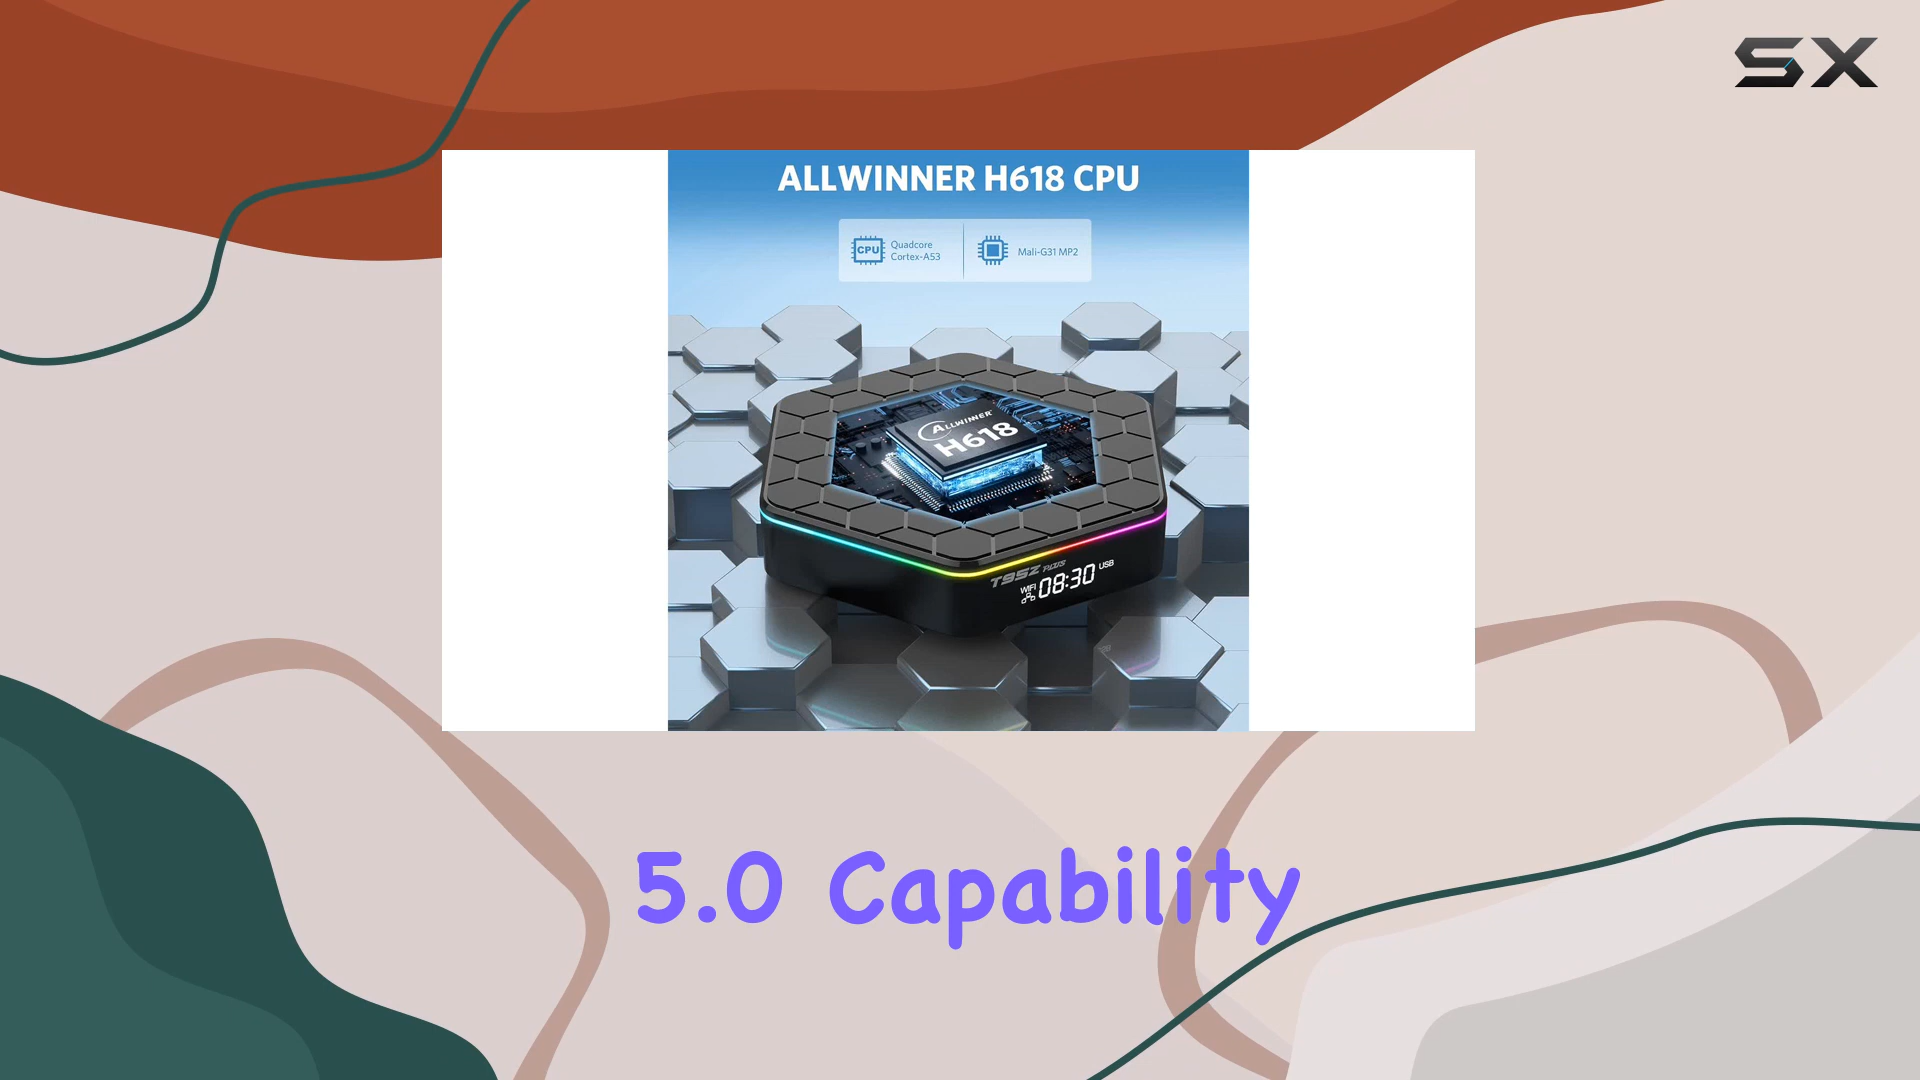 SX
ALLWINNER H618 CPU
CPU
Quadcore
Cortex-A53
Mali-G31 MP2
ALLWINNER
H618
T95Z PLUS
WIFI 08:30 USB
5.0 Capability